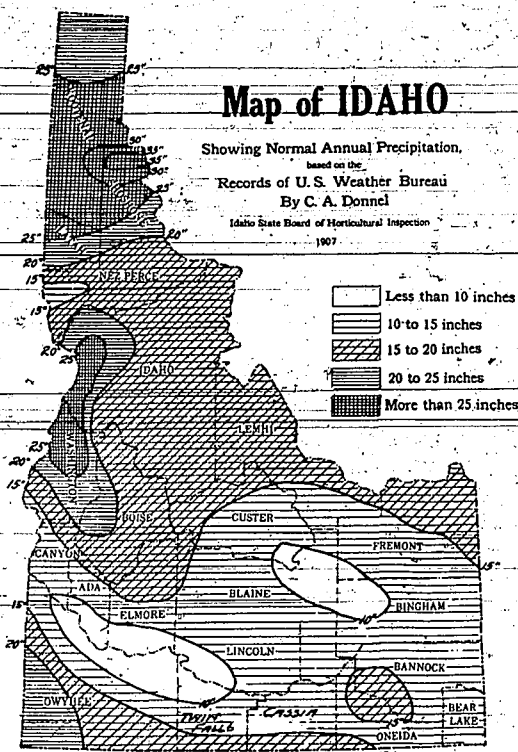 Map of IDAHO
Showing Normal Annual Precipitation,
based on the
Records of U.S. Weather Bureau
By C. A. Donnel
Idaho State Board of Horticultural Inspection
1907
Less than 10 inches
10 to 15 inches
15 to 20 inches
20 to 25 inches
More than 25 inches
25" 25"
30"
35"
30"
25"
25" 20"
20"
15"
NEZ PERCE
15"
20"
25"
IDAHO
LEMHI
25"
20"
15"
WASHINGTON
BOISE
CUSTER
FREMONT
CANYON
15"
ADA
BLAINE
BINGHAM
15"
ELMORE
10"
20"
LINCOLN
BANNOCK
OWYHEE
10"
TWIN FALLS
CASSIA
15"
BEAR
LAKE
ONEIDA